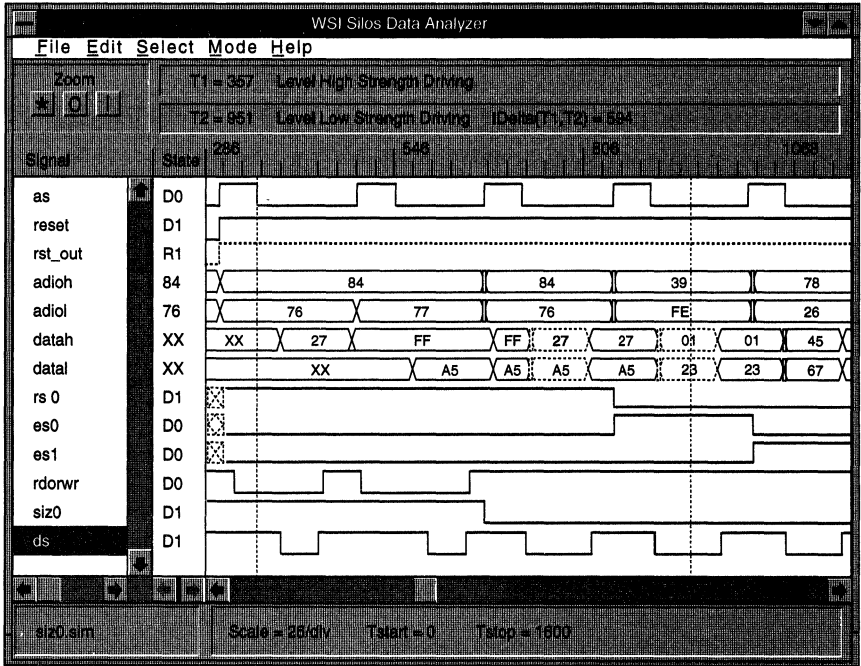 WSI Silos Data Analyzer
File Edit Select Mode Help
Zoom
* 0 I
T1 = 357 Level High Strength Driving
T2 = 951 Level Low Strength Driving |Delta(T1,T2) = 594
Signal State 286 546 806 1066
as D0
reset D1
rst_out R1
adioh 84 84 84 39 78
adiol 76 76 77 76 FE 26
datah XX XX 27 FF FF 27 27 01 01 45
datal XX XX A5 A5 A5 A5 23 23 67
rs 0 D1
es0 D0
es1 D0
rdorwr D0
siz0 D1
ds D1
siz0.sim Scale = 26/div Tstart = 0 Tstop = 1600